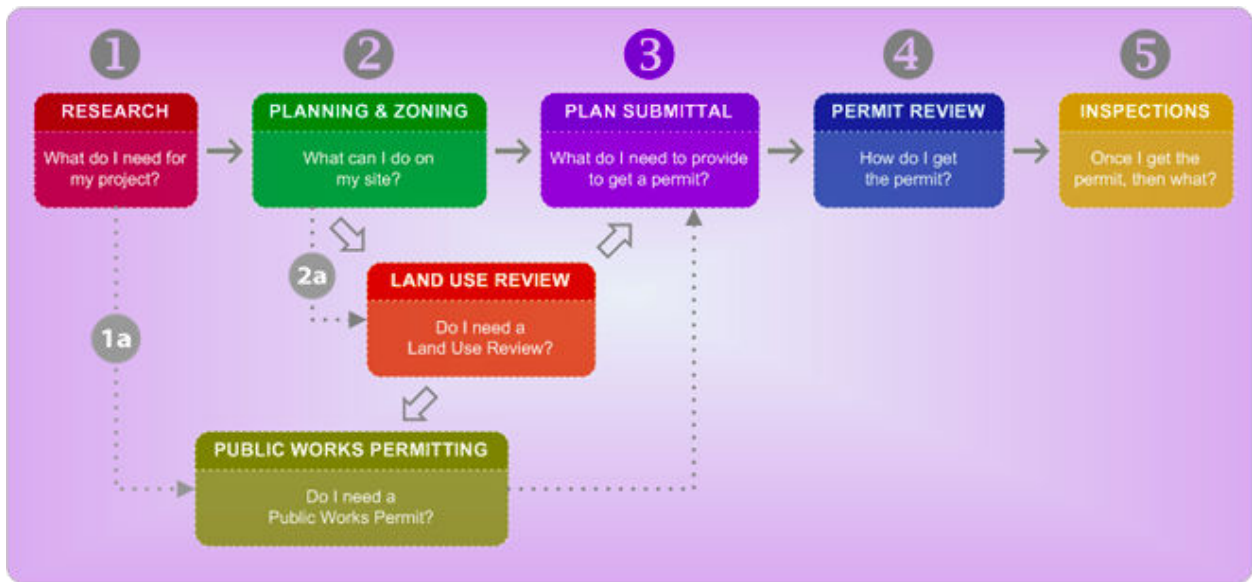 1
2
3
4
5
RESEARCH
What do I need for
my project?
PLANNING & ZONING
What can I do on
my site?
PLAN SUBMITTAL
What do I need to provide
to get a permit?
PERMIT REVIEW
How do I get
the permit?
INSPECTIONS
Once I get the
permit, then what?
2a
LAND USE REVIEW
Do I need a
Land Use Review?
1a
PUBLIC WORKS PERMITTING
Do I need a
Public Works Permit?